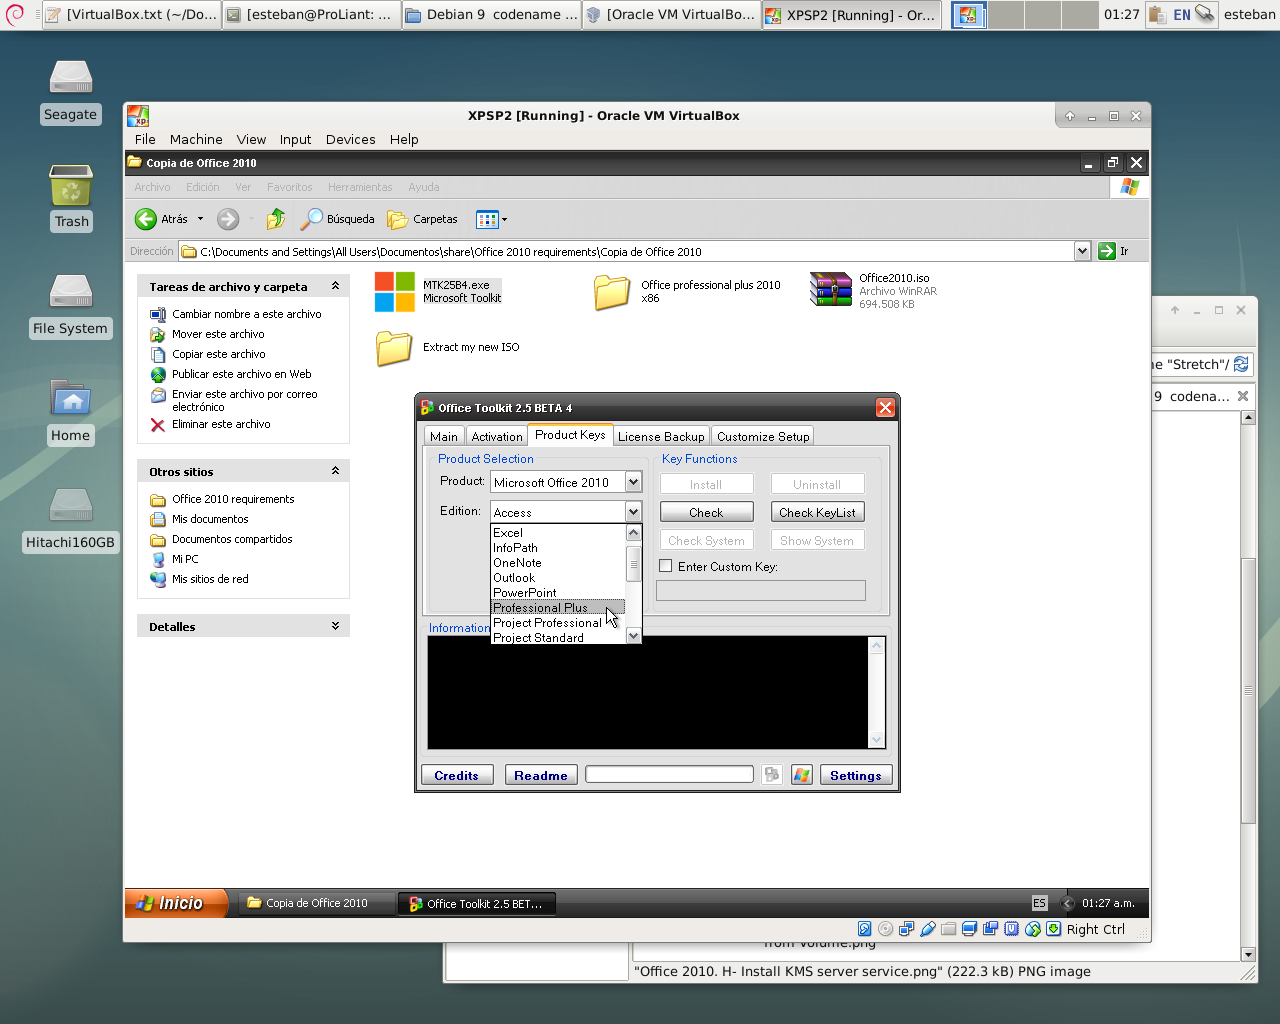 [VirtualBox.txt (~/Do...
[esteban@ProLiant: ...
Debian 9  codename ...
[Oracle VM VirtualBo...
XPSP2 [Running] - Or...
01:27
EN
esteban
Seagate
Trash
File System
Home
Hitachi160GB
XPSP2 [Running] - Oracle VM VirtualBox
File
Machine
View
Input
Devices
Help
Copia de Office 2010
Archivo
Edición
Ver
Favoritos
Herramientas
Ayuda
Atrás
Búsqueda
Carpetas
Dirección
C:\Documents and Settings\All Users\Documentos\share\Office 2010 requirements\Copia de Office 2010
Ir
Tareas de archivo y carpeta
Cambiar nombre a este archivo
Mover este archivo
Copiar este archivo
Publicar este archivo en Web
Enviar este archivo por correo
electrónico
Eliminar este archivo
Otros sitios
Office 2010 requirements
Mis documentos
Documentos compartidos
Mi PC
Mis sitios de red
Detalles
MTK25B4.exe
Microsoft Toolkit
Office professional plus 2010
x86
Office2010.iso
Archivo WinRAR
694.508 KB
Extract my new ISO
Office Toolkit 2.5 BETA 4
Main
Activation
Product Keys
License Backup
Customize Setup
Product Selection
Product:
Microsoft Office 2010
Edition:
Access
Excel
InfoPath
OneNote
Outlook
PowerPoint
Professional Plus
Project Professional
Project Standard
Key Functions
Install
Uninstall
Check
Check KeyList
Check System
Show System
Enter Custom Key:
Information
Credits
Readme
Settings
Inicio
Copia de Office 2010
Office Toolkit 2.5 BET...
ES
01:27 a.m.
Right Ctrl
me "Stretch"/
9  codena...
from Volume.png
"Office 2010. H- Install KMS server service.png" (222.3 kB) PNG image